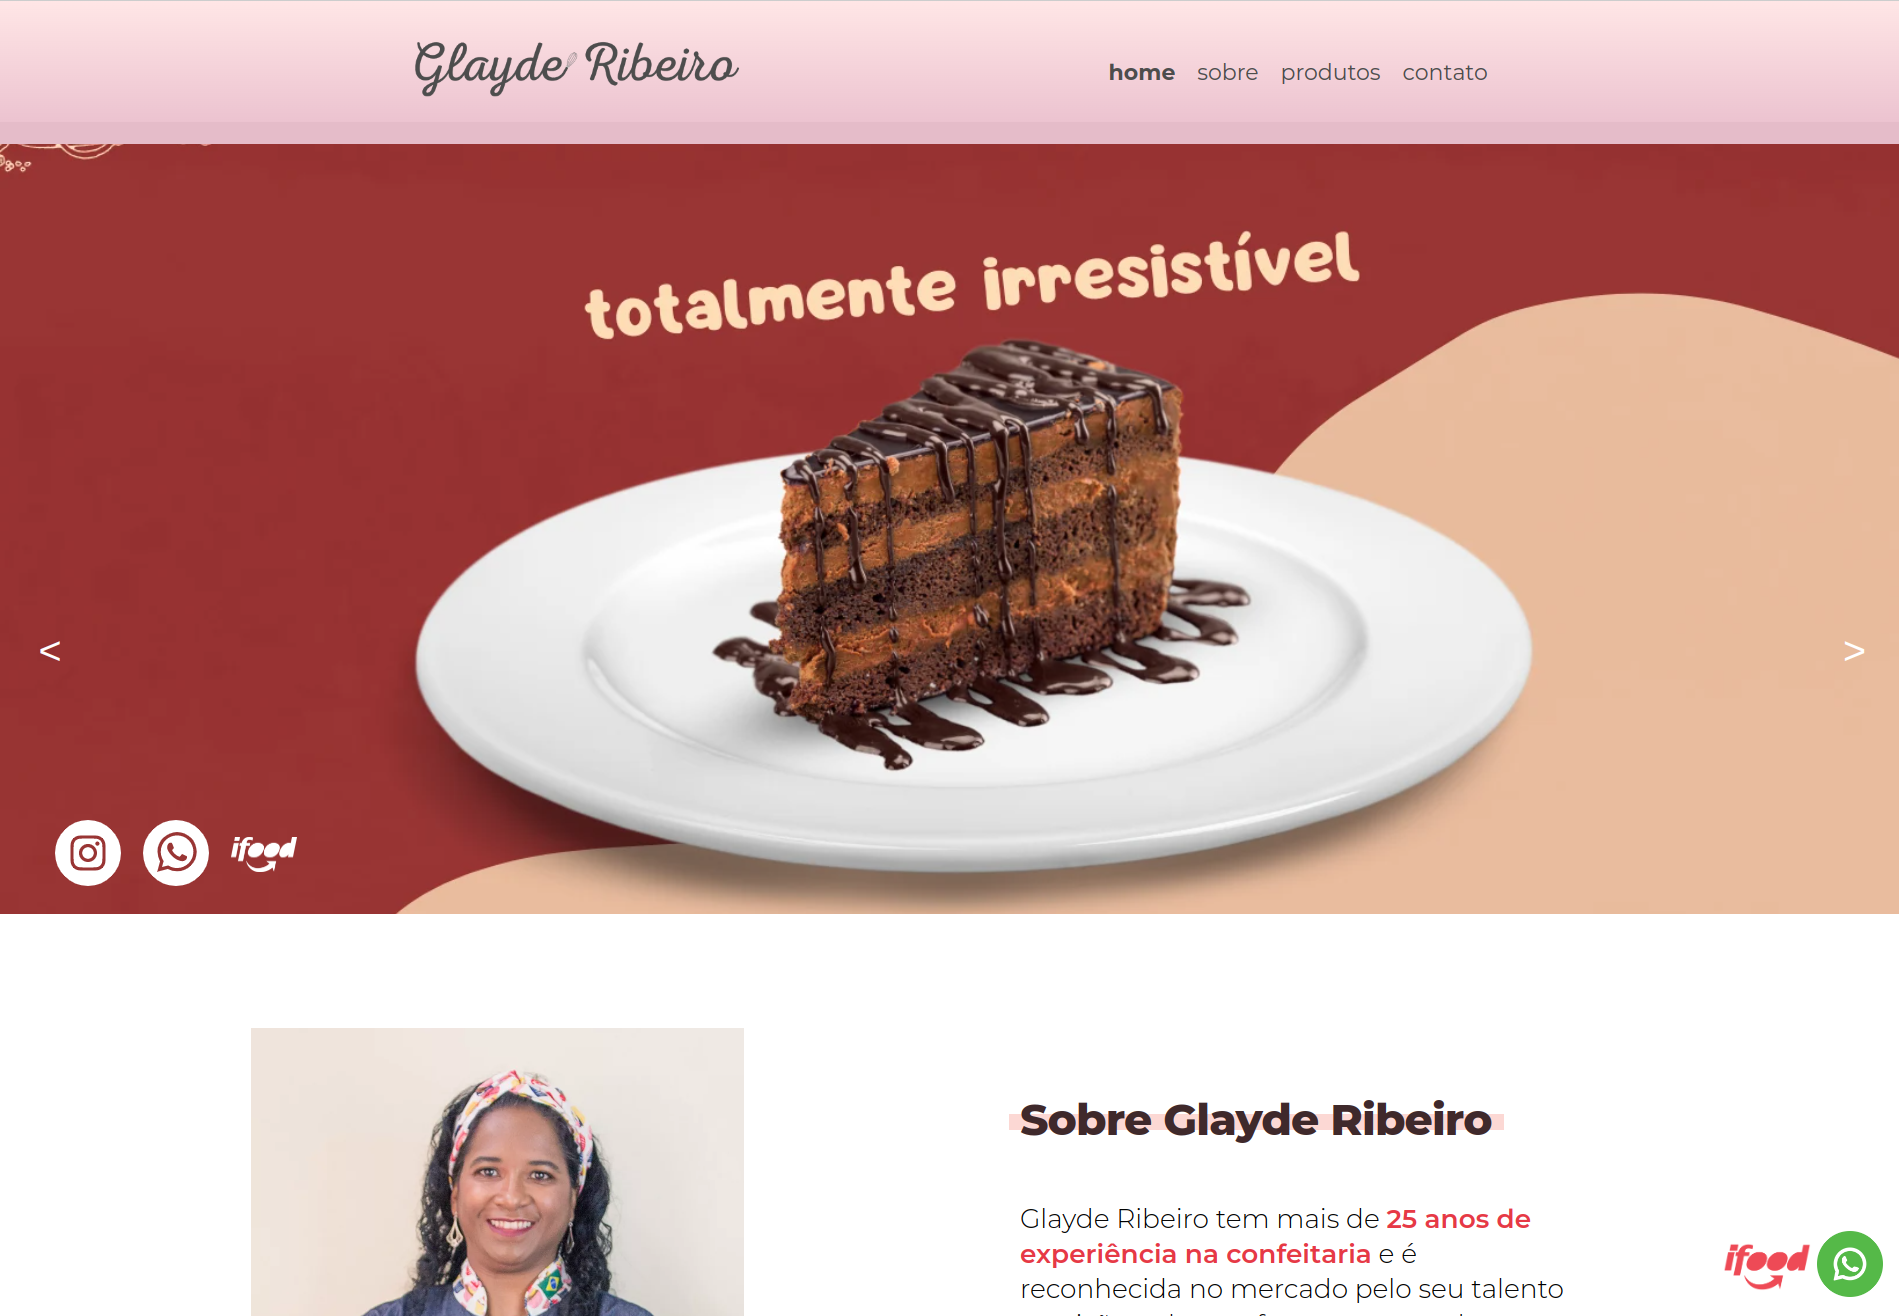 Glayde Ribeiro
home sobre produtos contato
totalmente irresistível
< >
ifood
Sobre Glayde Ribeiro
Glayde Ribeiro tem mais de 25 anos de
experiência na confeitaria e é
reconhecida no mercado pelo seu talento
ifood